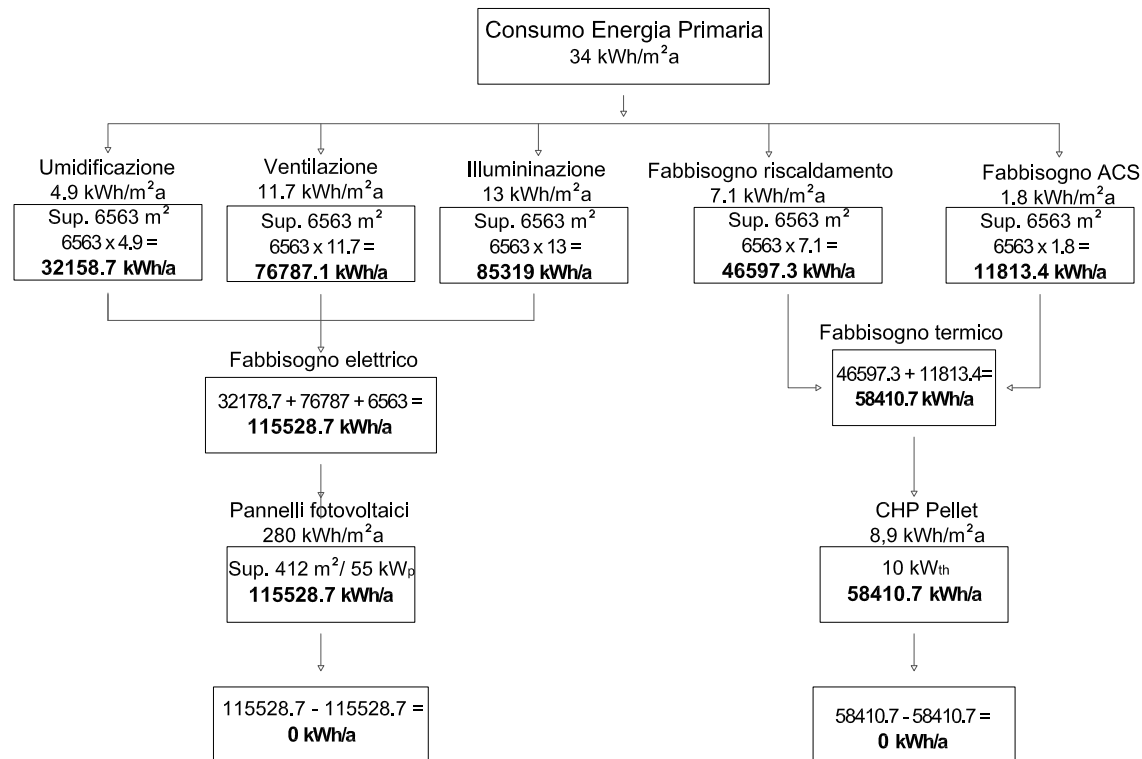 Consumo Energia Primaria
34 kWh/m²a
Umidificazione
4.9 kWh/m²a
Sup. 6563 m²
6563 x 4.9 =
32158.7 kWh/a
Ventilazione
11.7 kWh/m²a
Sup. 6563 m²
6563 x 11.7 =
76787.1 kWh/a
Illumininazione
13 kWh/m²a
Sup. 6563 m²
6563 x 13 =
85319 kWh/a
Fabbisogno riscaldamento
7.1 kWh/m²a
Sup. 6563 m²
6563 x 7.1 =
46597.3 kWh/a
Fabbisogno ACS
1.8 kWh/m²a
Sup. 6563 m²
6563 x 1.8 =
11813.4 kWh/a
Fabbisogno elettrico
32178.7 + 76787 + 6563 =
115528.7 kWh/a
Fabbisogno termico
46597.3 + 11813.4=
58410.7 kWh/a
Pannelli fotovoltaici
280 kWh/m²a
Sup. 412 m²/ 55 kWp
115528.7 kWh/a
CHP Pellet
8,9 kWh/m²a
10 kWth
58410.7 kWh/a
115528.7 - 115528.7 =
0 kWh/a
58410.7 - 58410.7 =
0 kWh/a